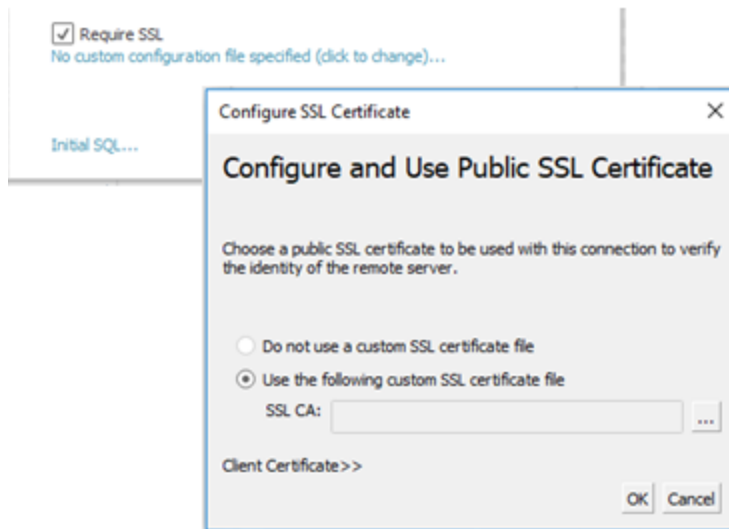 Require SSL
No custom configuration file specified (click to change)...
Initial SQL...
Configure SSL Certificate
Configure and Use Public SSL Certificate
Choose a public SSL certificate to be used with this connection to verify
the identity of the remote server.
Do not use a custom SSL certificate file
Use the following custom SSL certificate file
SSL CA:
...
Client Certificate>>
OK Cancel